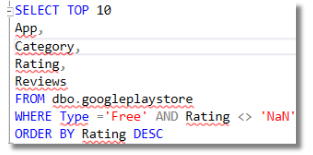 SELECT TOP 10
App,
Category,
Rating,
Reviews
FROM dbo.googleplaystore
WHERE Type ='Free' AND Rating <> 'NaN'
ORDER BY Rating DESC